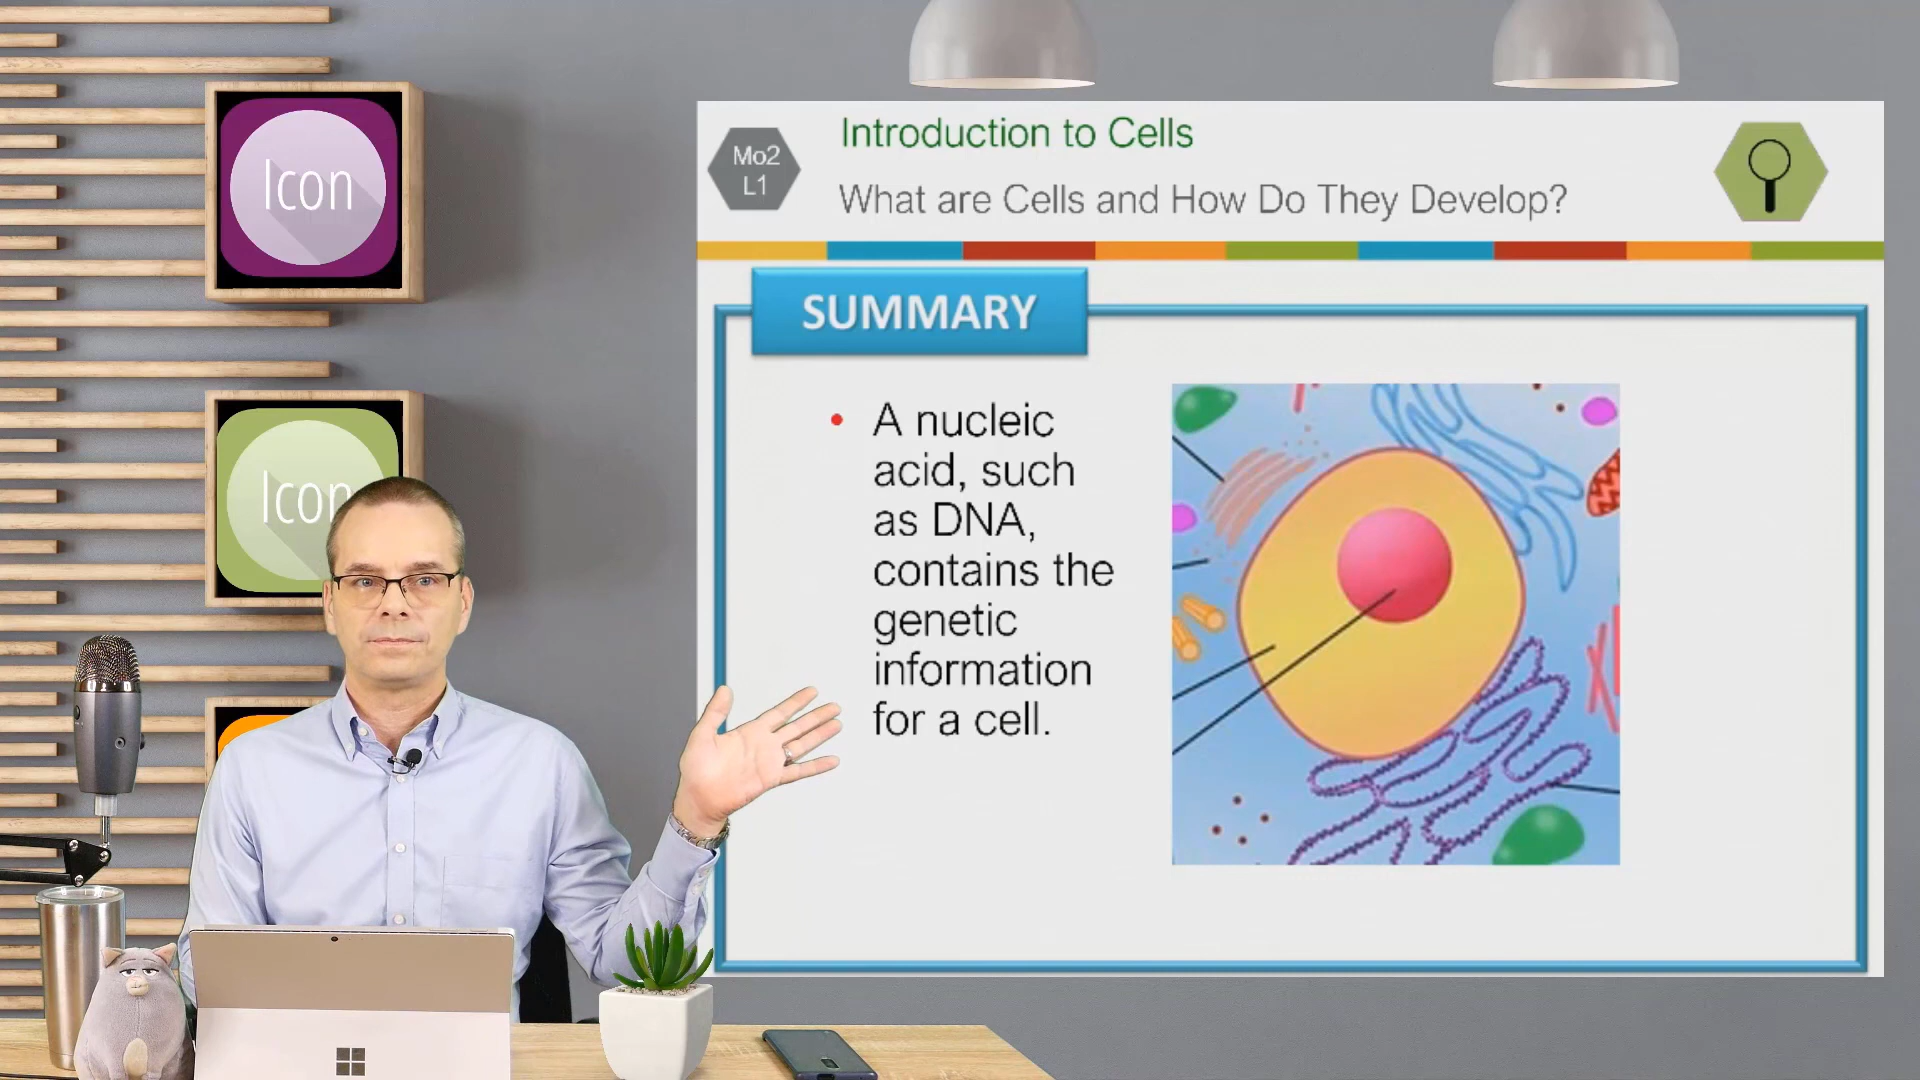 Icon
Icon
Mo2
L1
Introduction to Cells
What are Cells and How Do They Develop?
SUMMARY
• A nucleic
acid, such
as DNA,
contains the
genetic
information
for a cell.